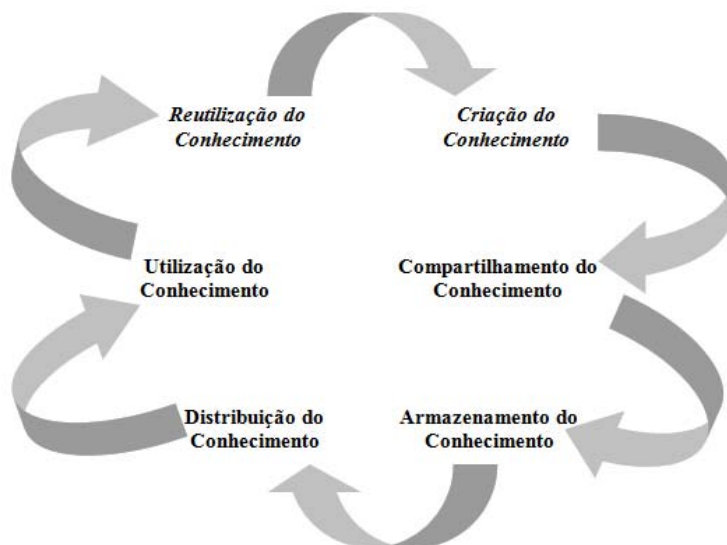 Reutilização do
Conhecimento
Criação do
Conhecimento
Utilização do
Conhecimento
Compartilhamento do
Conhecimento
Distribuição do
Conhecimento
Armazenamento do
Conhecimento